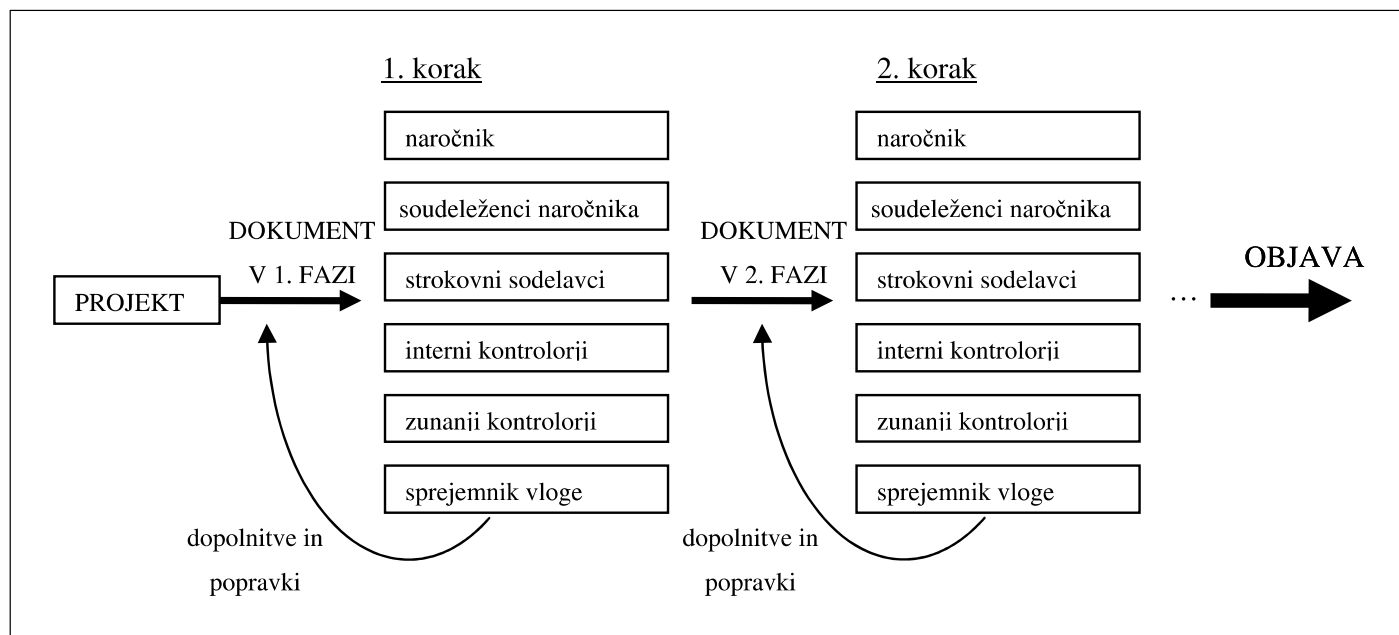 1. korak
2. korak
naročnik
soudeleženci naročnika
strokovni sodelavci
interni kontrolorji
zunanji kontrolorji
sprejemnik vloge
naročnik
soudeleženci naročnika
strokovni sodelavci
interni kontrolorji
zunanji kontrolorji
sprejemnik vloge
PROJEKT
DOKUMENT
V 1. FAZI
DOKUMENT
V 2. FAZI
...
OBJAVA
dopolnitve in
popravki
dopolnitve in
popravki